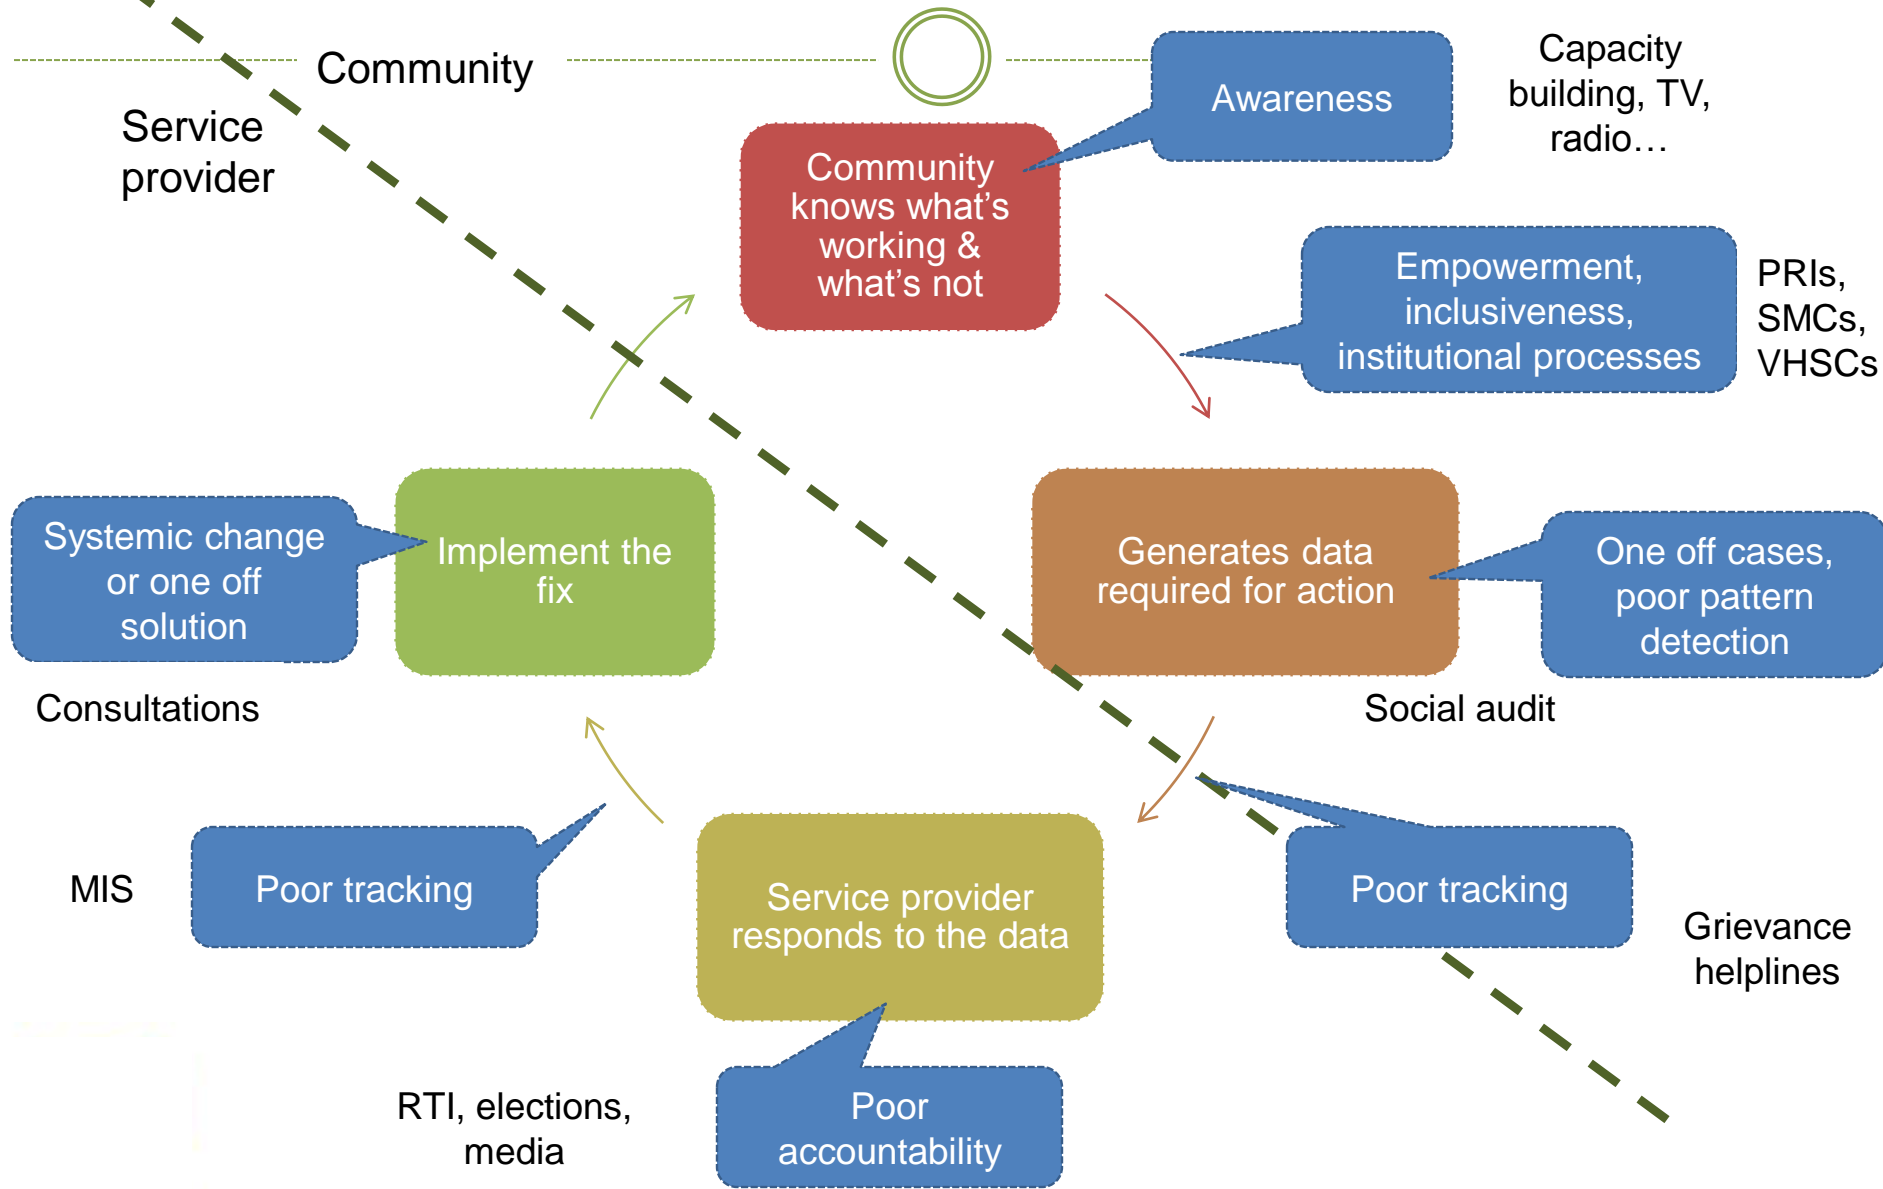 Community
Service
provider
Community
knows what's
working &
what's not
Awareness
Capacity
building, TV,
radio…
Empowerment,
inclusiveness,
institutional processes
PRIs,
SMCs,
VHSCs
Systemic change
or one off
solution
Implement the
fix
Generates data
required for action
One off cases,
poor pattern
detection
Consultations
Social audit
MIS
Poor tracking
Service provider
responds to the data
Poor tracking
Grievance
helplines
RTI, elections,
media
Poor
accountability